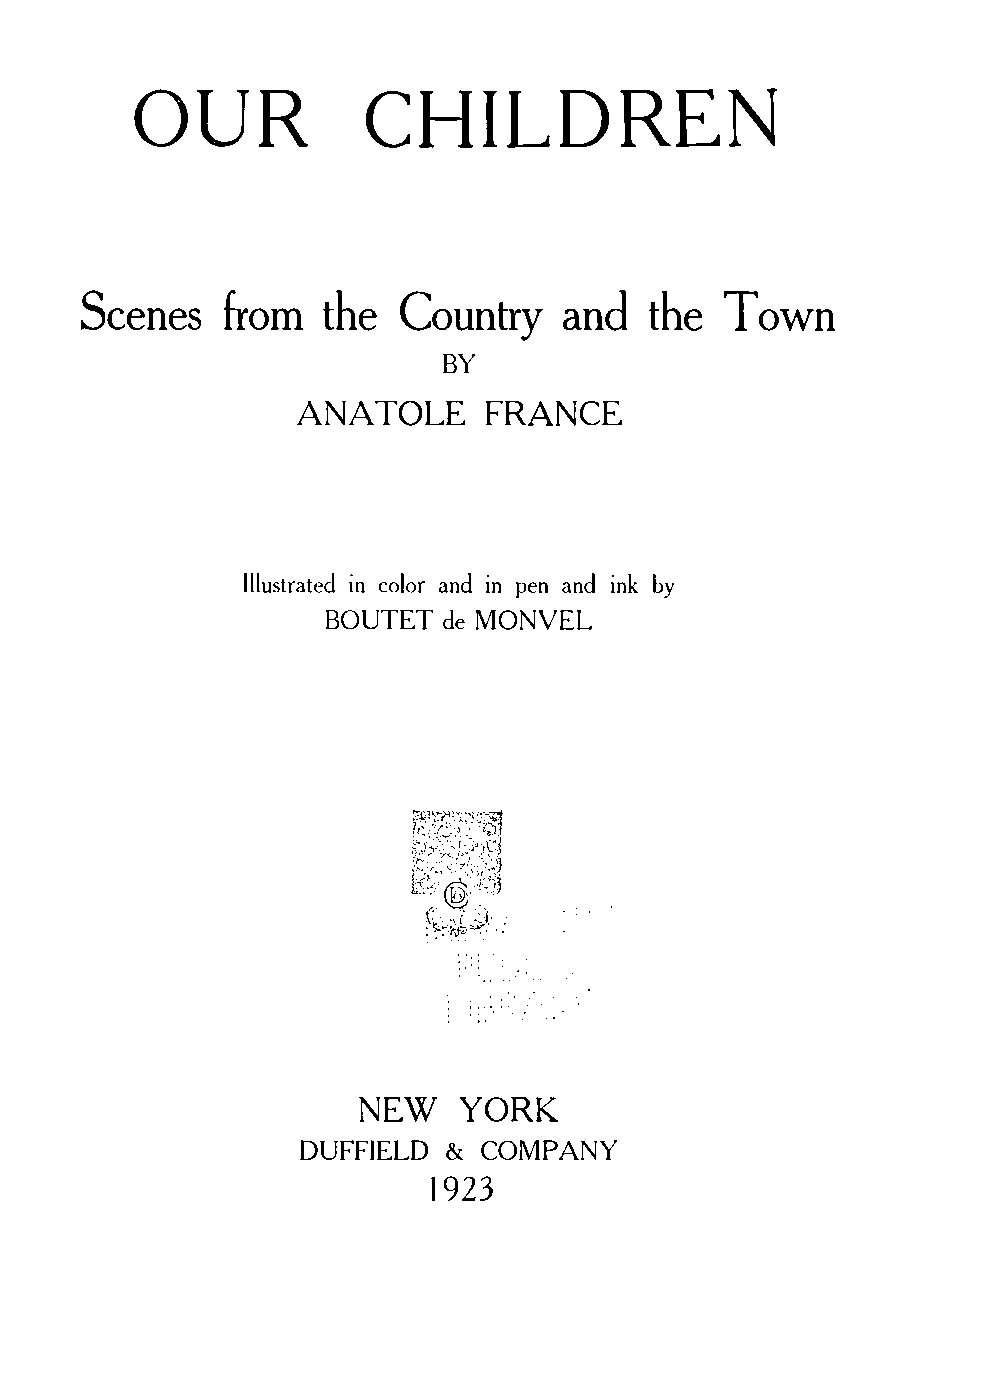 OUR CHILDREN
Scenes from the Country and the Town
BY
ANATOLE FRANCE
Illustrated in color and in pen and ink by
BOUTET de MONVEL
NEW YORK
DUFFIELD & COMPANY
1923